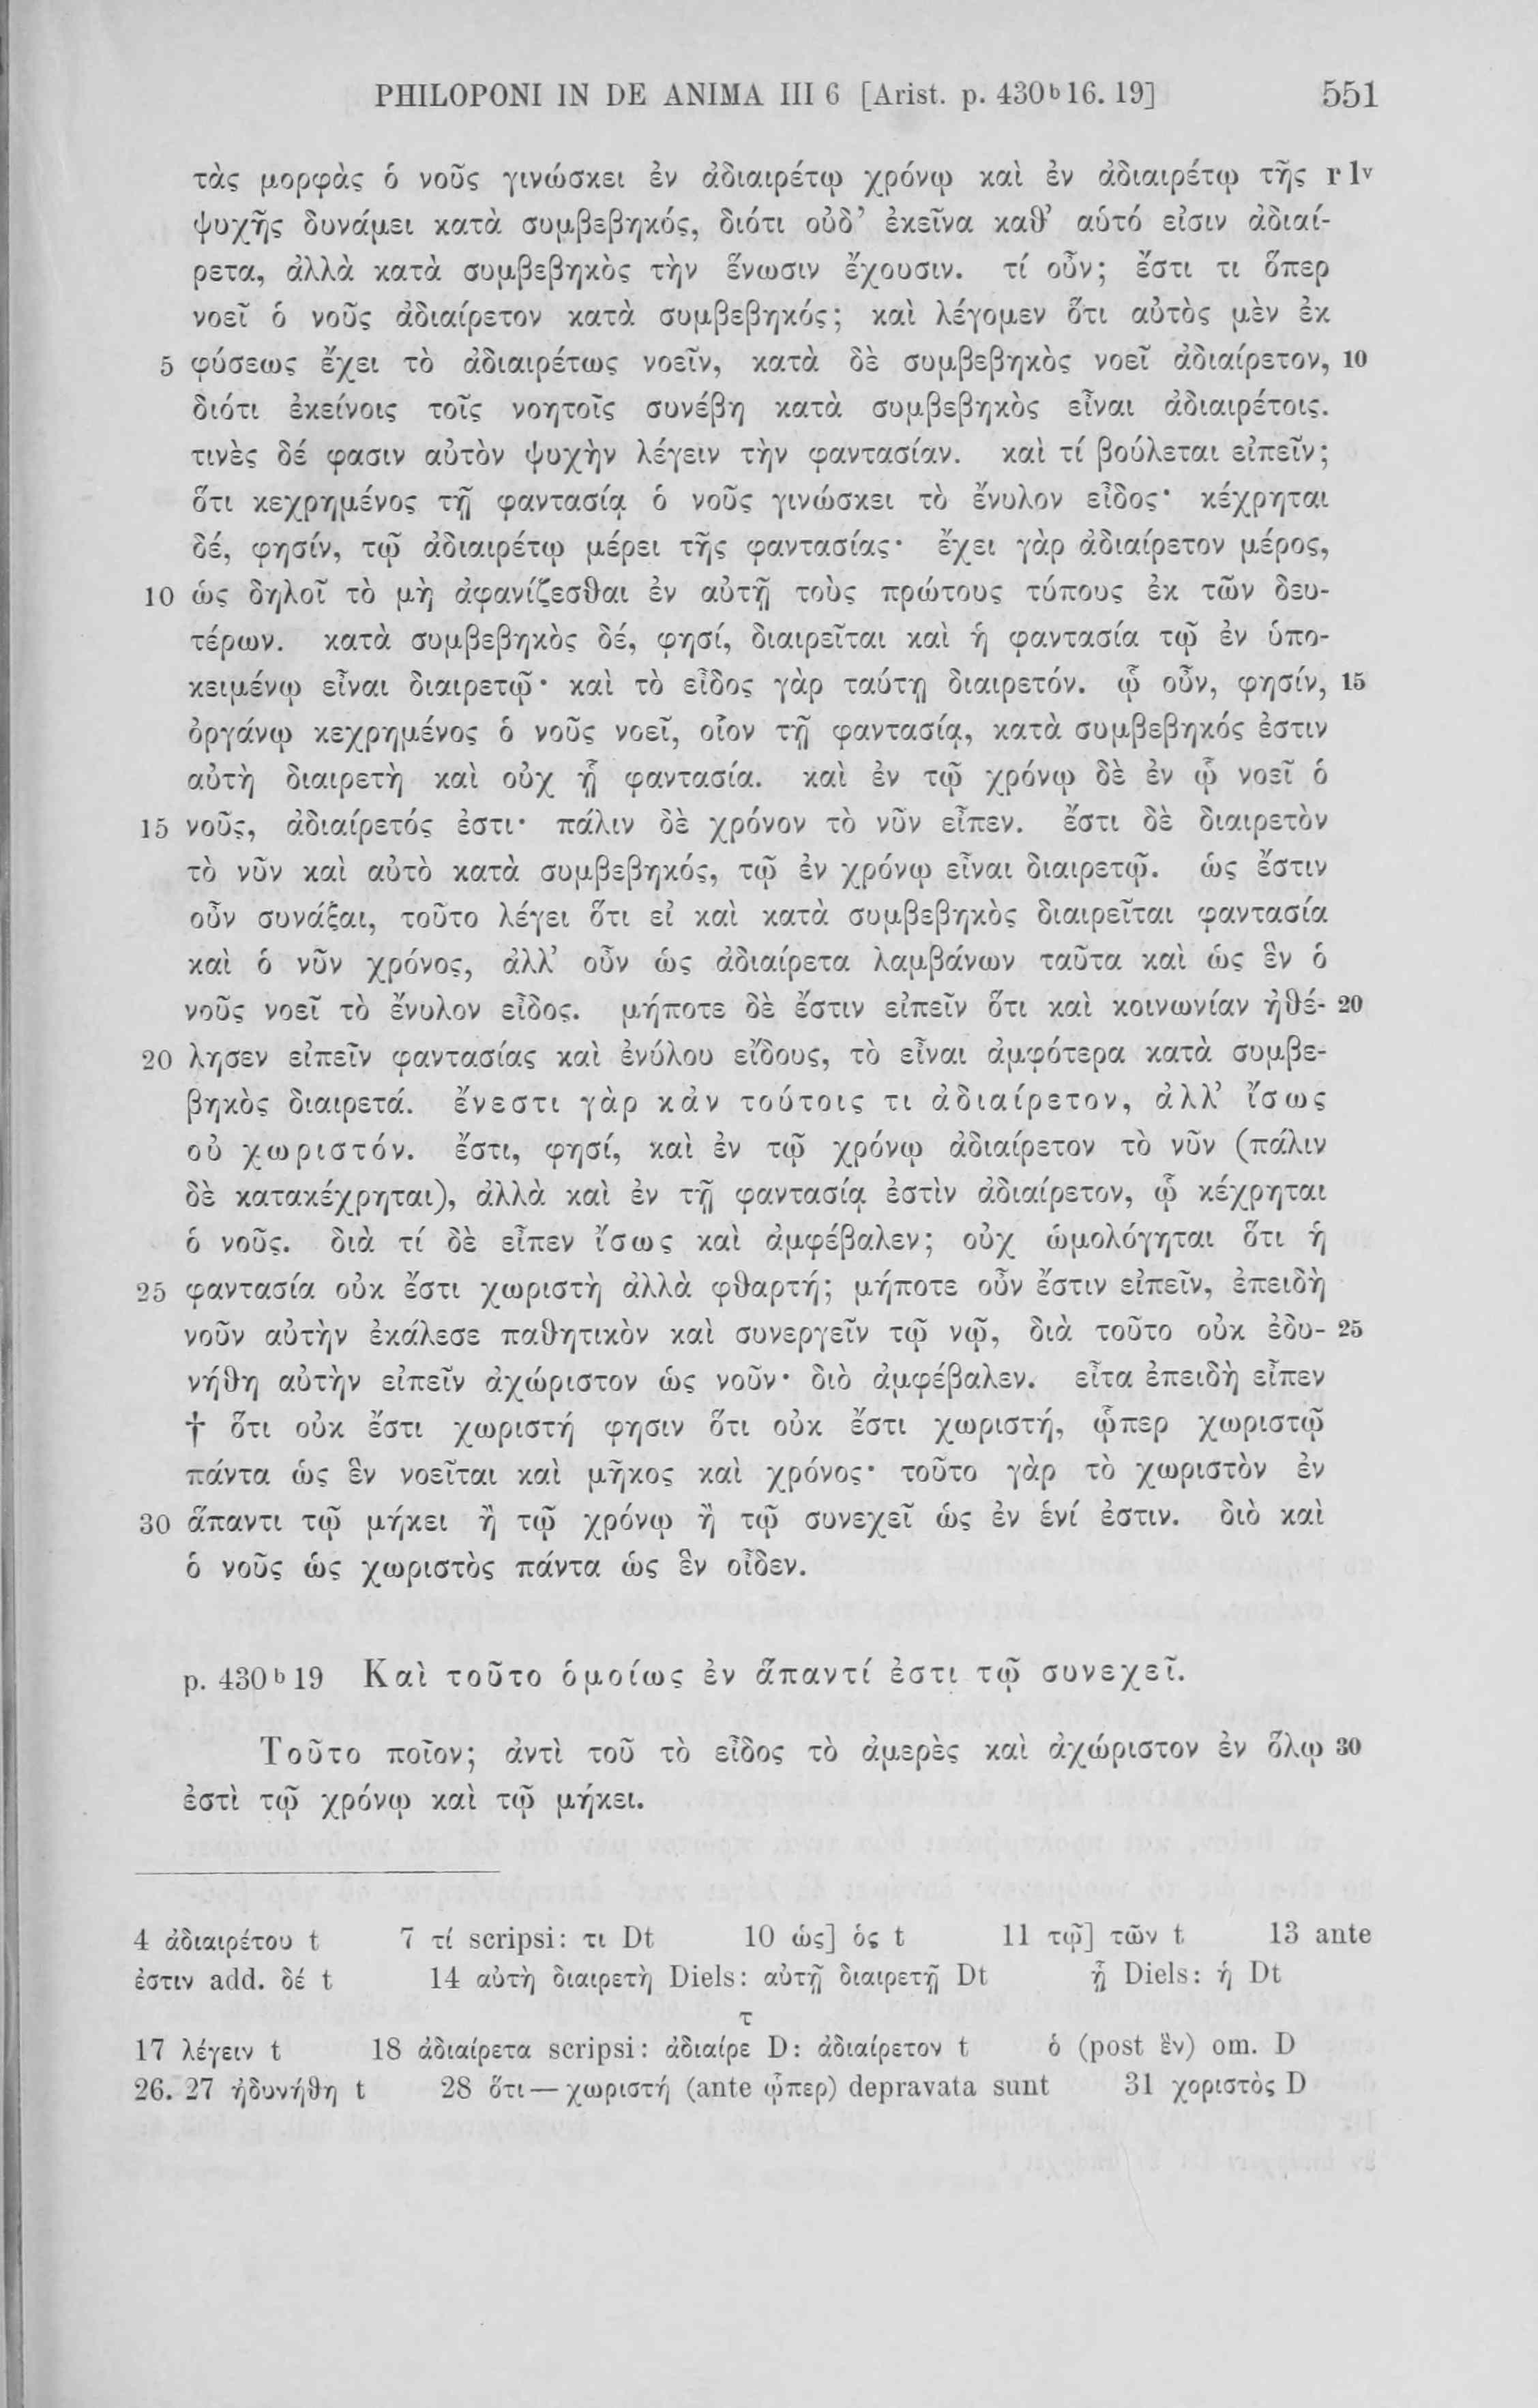 PHILOPONI IN DE ANIMA III 6 [Arist. p. 430b16. 19] 551
τὰς μορφὰς ὁ νοῦς γινώσκει ἐν ἀδιαιρέτῳ χρόνῳ καὶ ἐν ἀδιαιρέτῳ τῆς r 1v
ψυχῆς δυνάμει κατὰ συμβεβηκός, διότι οὐδ’ ἐκεῖνα καθ’ αὑτό εἰσιν ἀδιαί-
ρετα, ἀλλὰ κατὰ συμβεβηκὸς τὴν ἕνωσιν ἔχουσιν. τί οὖν; ἔστι τι ὅπερ
νοεῖ ὁ νοῦς ἀδιαίρετον κατὰ συμβεβηκός; καὶ λέγομεν ὅτι αὐτὸς μὲν ἐκ
5 φύσεως ἔχει τὸ ἀδιαιρέτως νοεῖν, κατὰ δὲ συμβεβηκὸς νοεῖ ἀδιαίρετον, 10
διότι ἐκείνοις τοῖς νοητοῖς συνέβη κατὰ συμβεβηκὸς εἶναι ἀδιαιρέτοις.
τινὲς δέ φασιν αὐτὸν ψυχὴν λέγειν τὴν φαντασίαν. καὶ τί βούλεται εἰπεῖν;
ὅτι κεχρημένος τῇ φαντασίᾳ ὁ νοῦς γινώσκει τὸ ἔνυλον εἶδος· κέχρηται
δέ, φησίν, τῷ ἀδιαιρέτῳ μέρει τῆς φαντασίας· ἔχει γὰρ ἀδιαίρετον μέρος,
10 ὡς δηλοῖ τὸ μὴ ἀφανίζεσθαι ἐν αὐτῇ τοὺς πρώτους τύπους ἐκ τῶν δευ-
τέρων. κατὰ συμβεβηκὸς δέ, φησί, διαιρεῖται καὶ ἡ φαντασία τῷ ἐν ὑπο-
κειμένῳ εἶναι διαιρετῷ· καὶ τὸ εἶδος γὰρ ταύτῃ διαιρετόν. ᾧ οὖν, φησίν, 15
ὀργάνῳ κεχρημένος ὁ νοῦς νοεῖ, οἷον τῇ φαντασίᾳ, κατὰ συμβεβηκός ἐστιν
αὐτὴ διαιρετὴ καὶ οὐχ ᾗ φαντασία. καὶ ἐν τῷ χρόνῳ δὲ ἐν ᾧ νοεῖ ὁ
15 νοῦς, ἀδιαίρετός ἐστι· πάλιν δὲ χρόνον τὸ νῦν εἶπεν. ἔστι δὲ διαιρετὸν
τὸ νῦν καὶ αὐτὸ κατὰ συμβεβηκός, τῷ ἐν χρόνῳ εἶναι διαιρετῷ. ὡς ἔστιν
οὖν συνάξαι, τοῦτο λέγει ὅτι εἰ καὶ κατὰ συμβεβηκὸς διαιρεῖται φαντασία
καὶ ὁ νῦν χρόνος, ἀλλ’ οὖν ὡς ἀδιαίρετα λαμβάνων ταῦτα καὶ ὡς ἓν ὁ
νοῦς νοεῖ τὸ ἔνυλον εἶδος. μήποτε δὲ ἔστιν εἰπεῖν ὅτι καὶ κοινωνίαν ἠθέ- 20
20 λησεν εἰπεῖν φαντασίας καὶ ἐνύλου εἴδους, τὸ εἶναι ἀμφότερα κατὰ συμβε-
βηκὸς διαιρετά. ἔνεστι γὰρ κἀν τούτοις τι ἀδιαίρετον, ἀλλ’ ἴσως
οὐ χωριστόν. ἔστι, φησί, καὶ ἐν τῷ χρόνῳ ἀδιαίρετον τὸ νῦν (πάλιν
δὲ κατακέχρηται), ἀλλὰ καὶ ἐν τῇ φαντασίᾳ ἐστὶν ἀδιαίρετον, ᾧ κέχρηται
ὁ νοῦς. διὰ τί δὲ εἶπεν ἴσως καὶ ἀμφέβαλεν; οὐχ ὡμολόγηται ὅτι ἡ
25 φαντασία οὐκ ἔστι χωριστὴ ἀλλὰ φθαρτή; μήποτε οὖν ἔστιν εἰπεῖν, ἐπειδὴ
νοῦν αὐτὴν ἐκάλεσε παθητικὸν καὶ συνεργεῖν τῷ νῷ, διὰ τοῦτο οὐκ ἐδυ- 25
νήθη αὐτὴν εἰπεῖν ἀχώριστον ὡς νοῦν· διὸ ἀμφέβαλεν. εἶτα ἐπειδὴ εἶπεν
† ὅτι οὐκ ἔστι χωριστή φησιν ὅτι οὐκ ἔστι χωριστή, ᾧπερ χωριστῷ
πάντα ὡς ἓν νοεῖται καὶ μῆκος καὶ χρόνος· τοῦτο γὰρ τὸ χωριστὸν ἐν
30 ἅπαντι τῷ μήκει ἢ τῷ χρόνῳ ἢ τῷ συνεχεῖ ὡς ἐν ἑνί ἐστιν. διὸ καὶ
ὁ νοῦς ὡς χωριστὸς πάντα ὡς ἓν οἶδεν.
p. 430b19 Καὶ τοῦτο ὁμοίως ἐν ἅπαντί ἐστι τῷ συνεχεῖ.
Τοῦτο ποῖον; ἀντὶ τοῦ τὸ εἶδος τὸ ἀμερὲς καὶ ἀχώριστον ἐν ὅλῳ 30
ἐστὶ τῷ χρόνῳ καὶ τῷ μήκει.
4 ἀδιαιρέτου t 7 τί scripsi: τι Dt 10 ὡς] ὁς t 11 τῷ] τῶν t 13 ante
ἐστιν add. δέ t 14 αὐτὴ διαιρετὴ Diels: αὐτῇ διαιρετῇ Dt ᾗ Diels: ἡ Dt
τ
17 λέγειν t 18 ἀδιαίρετα scripsi: ἀδιαίρε D: ἀδιαίρετον t ὁ (post ἓν) om. D
26. 27 ἠδυνήθη t 28 ὅτι — χωριστή (ante ᾧπερ) depravata sunt 31 χοριστὸς D